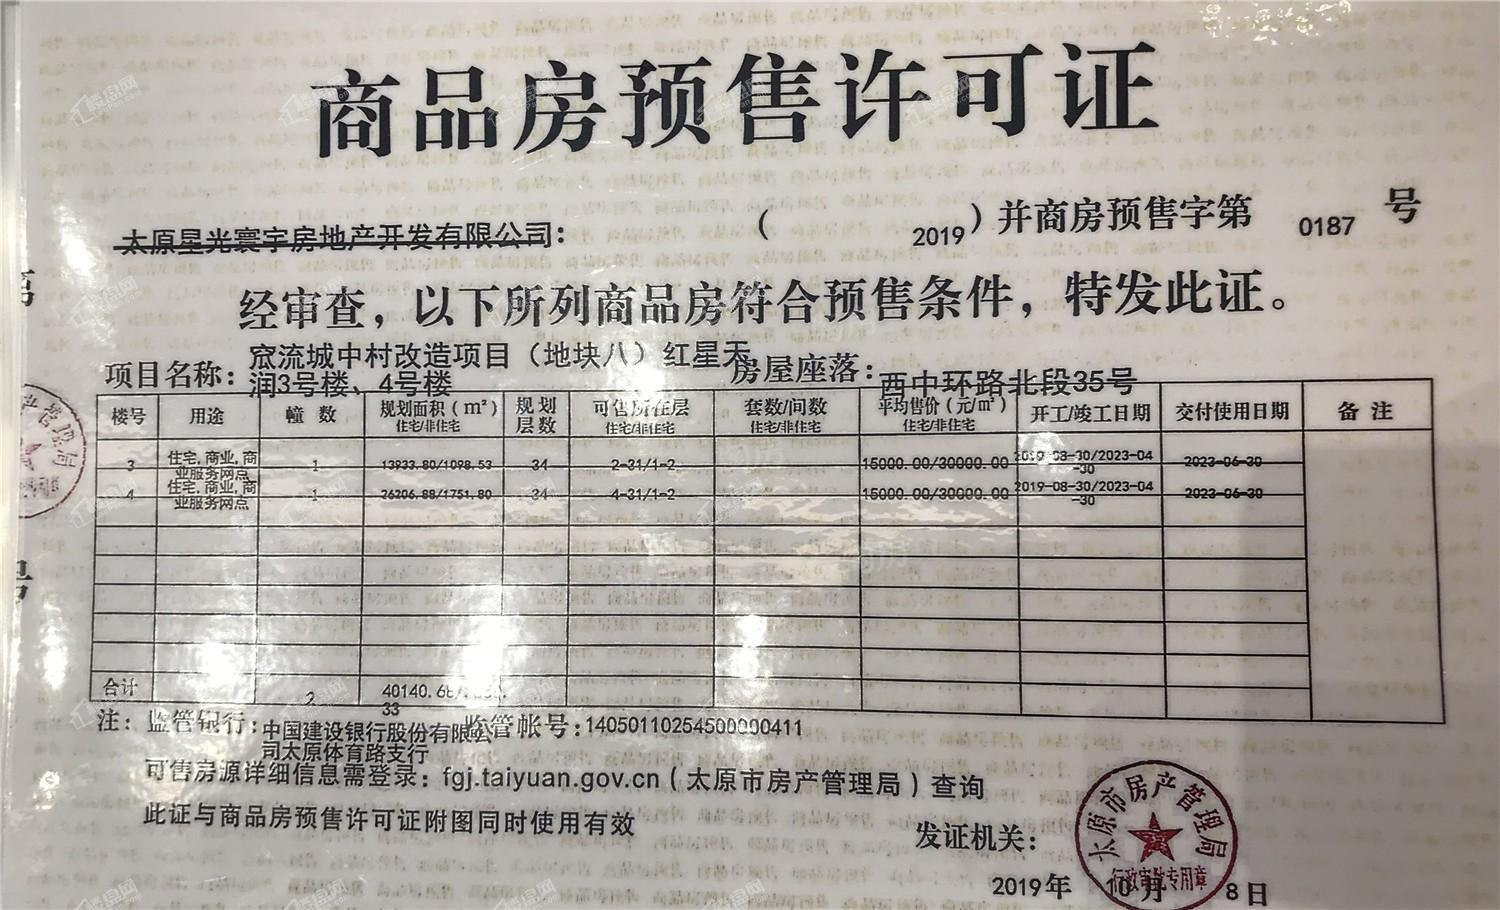 商品房预售许可证
太原星光寰宇房地产开发有限公司： （2019）并商房预售字第0187号
经审查，以下所列商品房符合预售条件，特发此证。
项目名称：窊流城中村改造项目（地块八）红星天润3号楼、4号楼 房屋座落：西中环路北段35号
楼号 用途 幢数 规划面积（m²）住宅/非住宅 规划层数 可售所在层 住宅/非住宅 套数/间数 住宅/非住宅 平均售价（元/m²）住宅/非住宅 开工/竣工日期 交付使用日期 备注
3 住宅,商业,商业服务网点 1 13933.80/1098.53 34 2-31/1-2 15000.00/30000.00 2019-08-30/2023-04-30 2023-06-30
4 住宅,商业,商业服务网点 1 26206.88/1751.80 34 4-31/1-2 15000.00/30000.00 2019-08-30/2023-04-30 2023-06-30
合计 2 40140.68/ 33
注：监管银行：中国建设银行股份有限公司太原体育路支行 监管帐号：14050110254500000411
可售房源详细信息需登录：fgj.taiyuan.gov.cn（太原市房产管理局）查询
此证与商品房预售许可证附图同时使用有效
发证机关：
太原市房产管理局
行政审批专用章
2019年10月8日